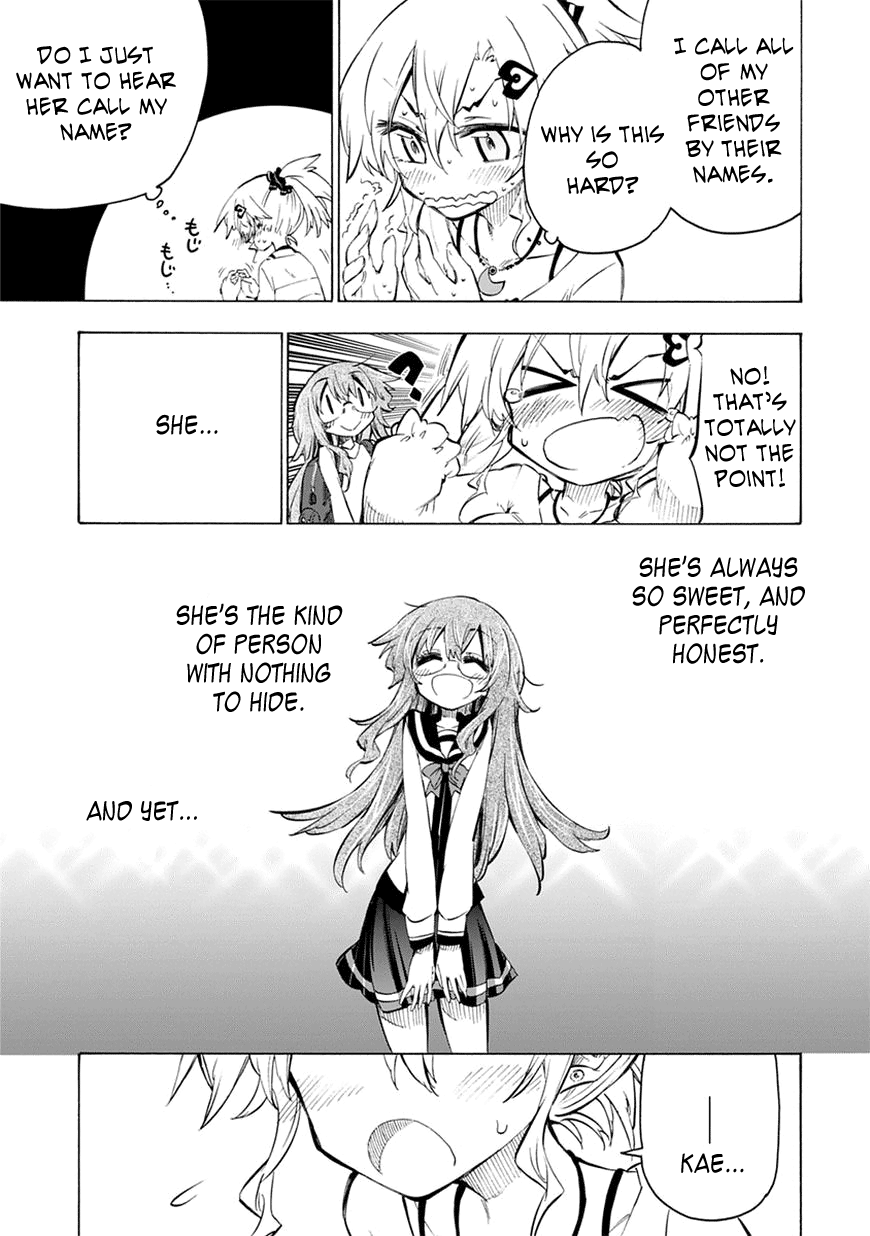 I CALL ALL
OF MY
OTHER
FRIENDS
BY THEIR
NAMES.
WHY IS THIS
SO
HARD?
DO I JUST
WANT TO HEAR
HER CALL MY
NAME?
もじ
もじ
NO!
THAT'S
TOTALLY
NOT THE
POINT!
?
SHE...
SHE'S ALWAYS
SO SWEET, AND
PERFECTLY
HONEST.
SHE'S THE KIND
OF PERSON
WITH NOTHING
TO HIDE.
AND YET...
—
KAE...